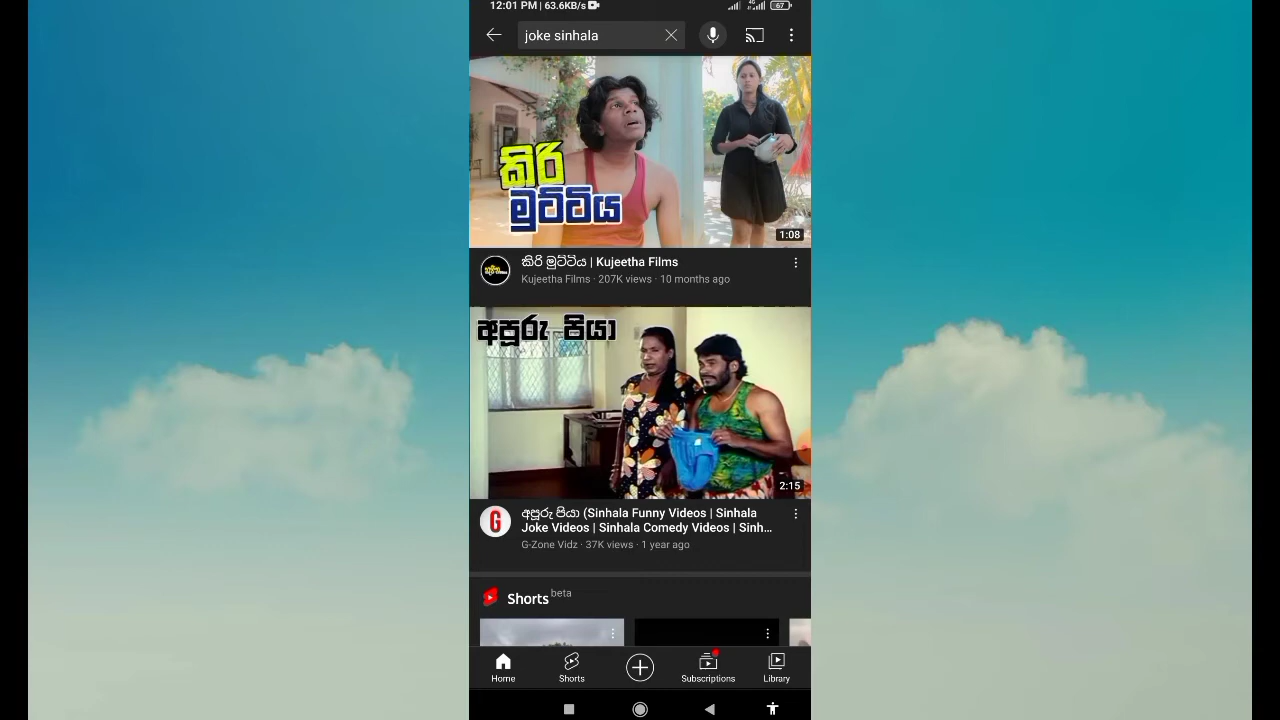 12:01 PM | 63.6KB/s
4G
67
joke sinhala
කිරි
මුට්ටිය
1:08
කිරි මුට්ටිය | Kujeetha Films
Kujeetha Films · 207K views · 10 months ago
අපූරු පියා
2:15
G
අපූරු පියා (Sinhala Funny Videos | Sinhala
Joke Videos | Sinhala Comedy Videos | Sinh...
G-Zone Vidz · 37K views · 1 year ago
Shorts beta
Home
Shorts
Subscriptions
Library